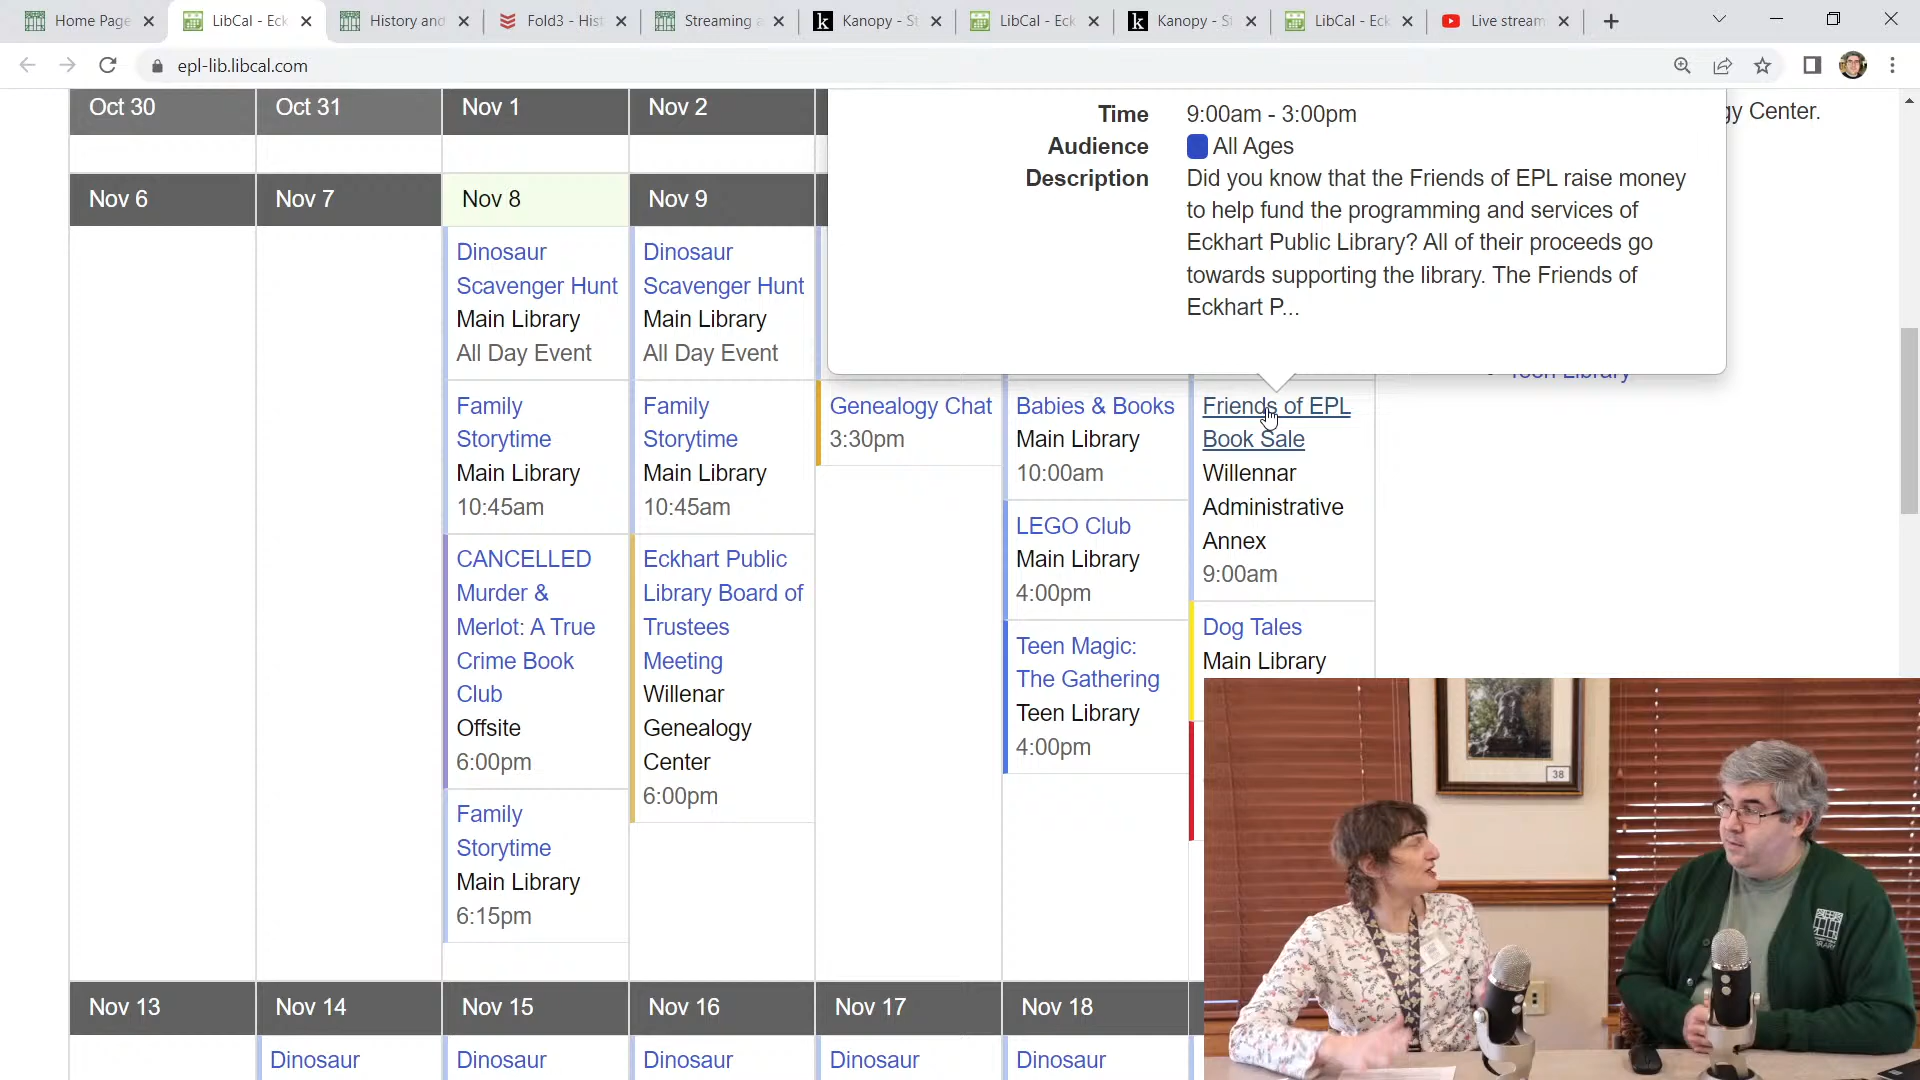 Home Page
LibCal - Eck
History and
Fold3 - Hist
Streaming a
Kanopy - St
LibCal - Eck
Kanopy - St
LibCal - Eck
Live stream
epl-lib.libcal.com
Oct 30
Oct 31
Nov 1
Nov 2
Time
9:00am - 3:00pm
Audience
All Ages
Description
Did you know that the Friends of EPL raise money
to help fund the programming and services of
Eckhart Public Library? All of their proceeds go
towards supporting the library. The Friends of
Eckhart P...
gy Center.
Teen Library
Nov 6
Nov 7
Nov 8
Nov 9
Dinosaur
Scavenger Hunt
Main Library
All Day Event
Family
Storytime
Main Library
10:45am
CANCELLED
Murder &
Merlot: A True
Crime Book
Club
Offsite
6:00pm
Family
Storytime
Main Library
6:15pm
Dinosaur
Scavenger Hunt
Main Library
All Day Event
Family
Storytime
Main Library
10:45am
Eckhart Public
Library Board of
Trustees
Meeting
Willenar
Genealogy
Center
6:00pm
Genealogy Chat
3:30pm
Babies & Books
Main Library
10:00am
LEGO Club
Main Library
4:00pm
Teen Magic:
The Gathering
Teen Library
4:00pm
Friends of EPL
Book Sale
Willennar
Administrative
Annex
9:00am
Dog Tales
Main Library
38
Nov 13
Nov 14
Nov 15
Nov 16
Nov 17
Nov 18
Dinosaur
Dinosaur
Dinosaur
Dinosaur
Dinosaur